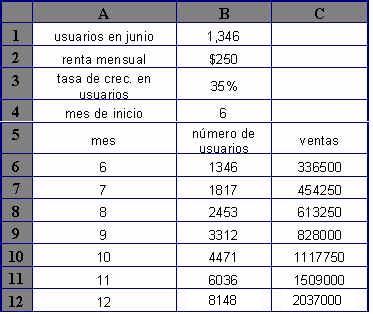 A B C
1 usuarios en junio 1,346
2 renta mensual $250
3 tasa de crec. en usuarios 35%
4 mes de inicio 6
5 mes número de usuarios ventas
6 6 1346 336500
7 7 1817 454250
8 8 2453 613250
9 9 3312 828000
10 10 4471 1117750
11 11 6036 1509000
12 12 8148 2037000